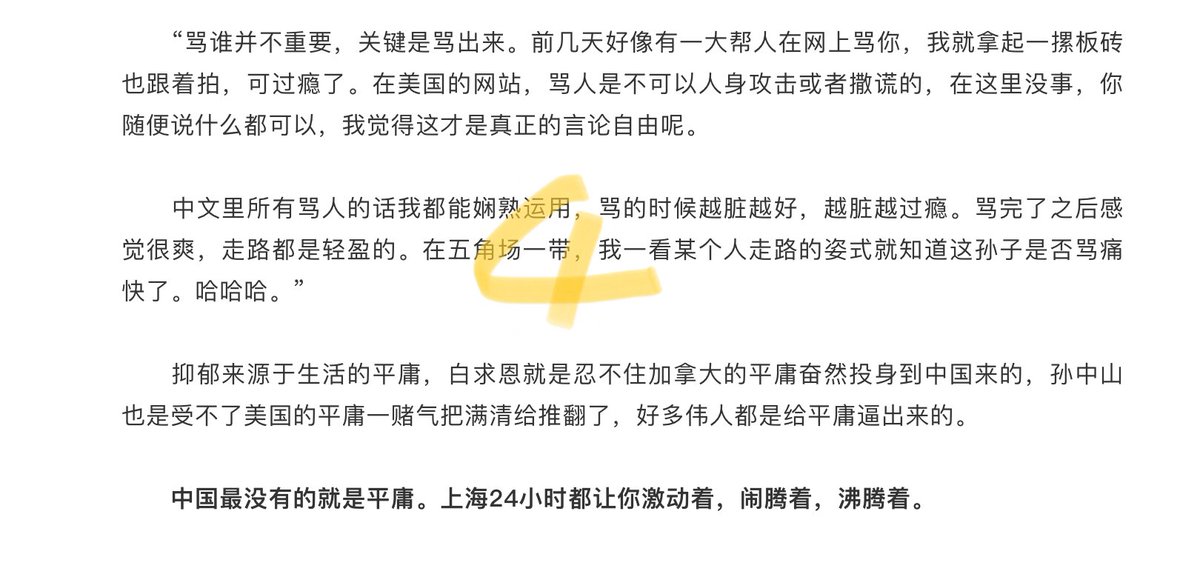 “骂谁并不重要，关键是骂出来。前几天好像有一大帮人在网上骂你，我就拿起一摞板砖
也跟着拍，可过瘾了。在美国的网站，骂人是不可以人身攻击或者撒谎的，在这里没事，你
随便说什么都可以，我觉得这才是真正的言论自由呢。
中文里所有骂人的话我都能娴熟运用，骂的时候越脏越好，越脏越过瘾。骂完了之后感
觉很爽，走路都是轻盈的。在五角场一带，我一看某个人走路的姿式就知道这孙子是否骂痛
快了。哈哈哈。”
4
抑郁来源于生活的平庸，白求恩就是忍不住加拿大的平庸奋然投身到中国来的，孙中山
也是受不了美国的平庸一赌气把满清给推翻了，好多伟人都是给平庸逼出来的。
中国最没有的就是平庸。上海24小时都让你激动着，闹腾着，沸腾着。